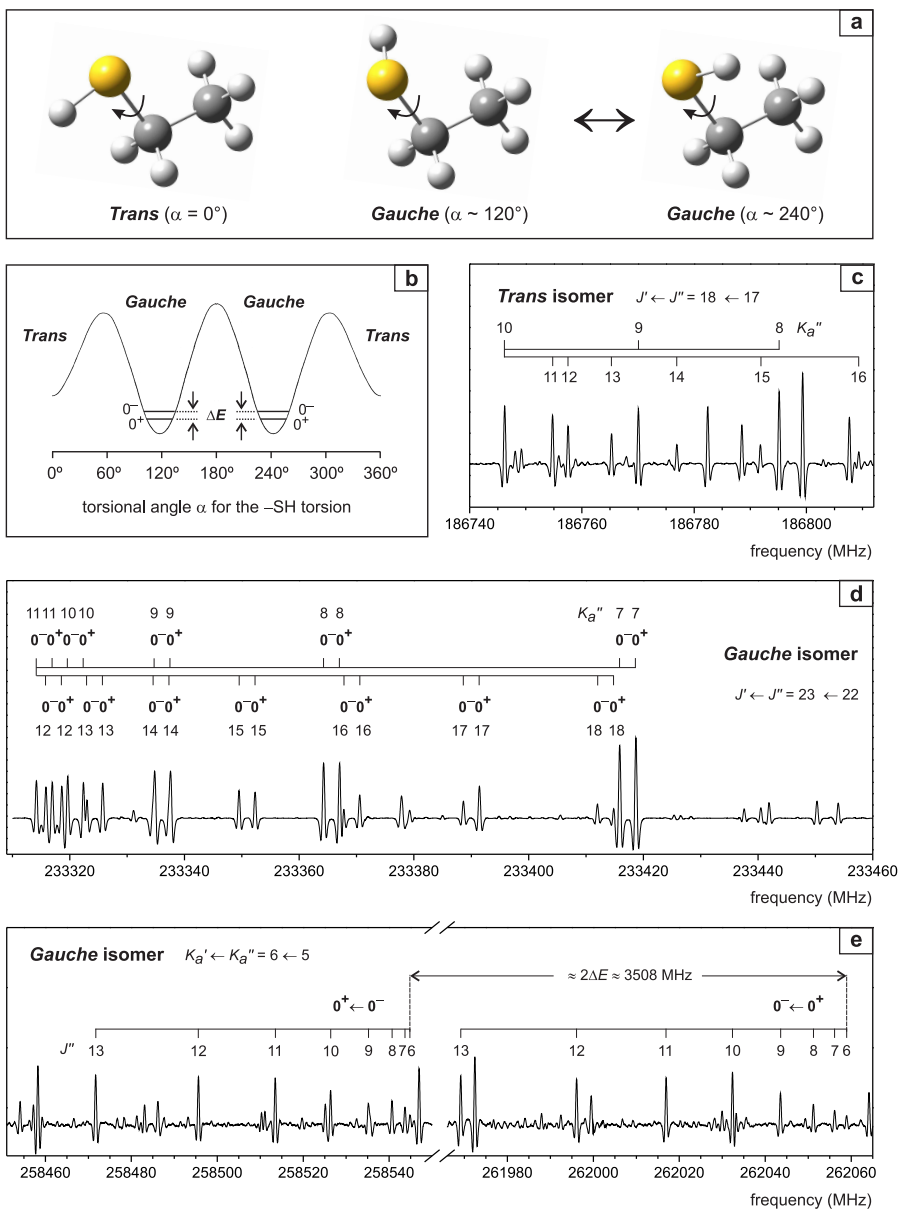 a
Trans (α = 0°)
Gauche (α ~ 120°)
Gauche (α ~ 240°)
b
Gauche Gauche
Trans Trans
0⁻ ΔE 0⁻
0⁺ 0⁺
0º 60º 120º 180º 240º 300º 360º
torsional angle α for the –SH torsion
c
Trans isomer J' ← J" = 18 ← 17
10 9 8 Kₐ"
11 12 13 14 15 16
186740 186760 186780 186800
frequency (MHz)
d
11 11 10 10 9 9 8 8 Kₐ" 7 7
0⁻0⁺ 0⁻0⁺ 0⁻0⁺ 0⁻0⁺ 0⁻0⁺
Gauche isomer
J' ← J" = 23 ← 22
0⁻0⁺ 0⁻0⁺ 0⁻0⁺ 0⁻0⁺ 0⁻0⁺ 0⁻0⁺ 0⁻0⁺
12 12 13 13 14 14 15 15 16 16 17 17 18 18
233320 233340 233360 233380 233400 233420 233440 233460
frequency (MHz)
e
Gauche isomer Kₐ' ← Kₐ" = 6 ← 5
≈ 2ΔE ≈ 3508 MHz
0⁺← 0⁻ 0⁻← 0⁺
J" 13 12 11 10 9 8 7 6 13 12 11 10 9 8 7 6
258460 258480 258500 258520 258540 261980 262000 262020 262040 262060
frequency (MHz)